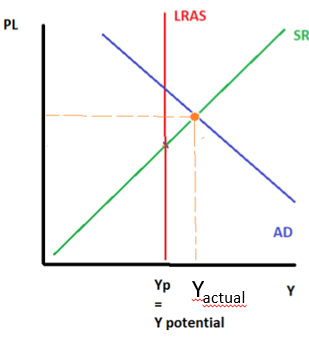 PL
LRAS
SR
AD
Yp
=
Y potential
Yactual
Y